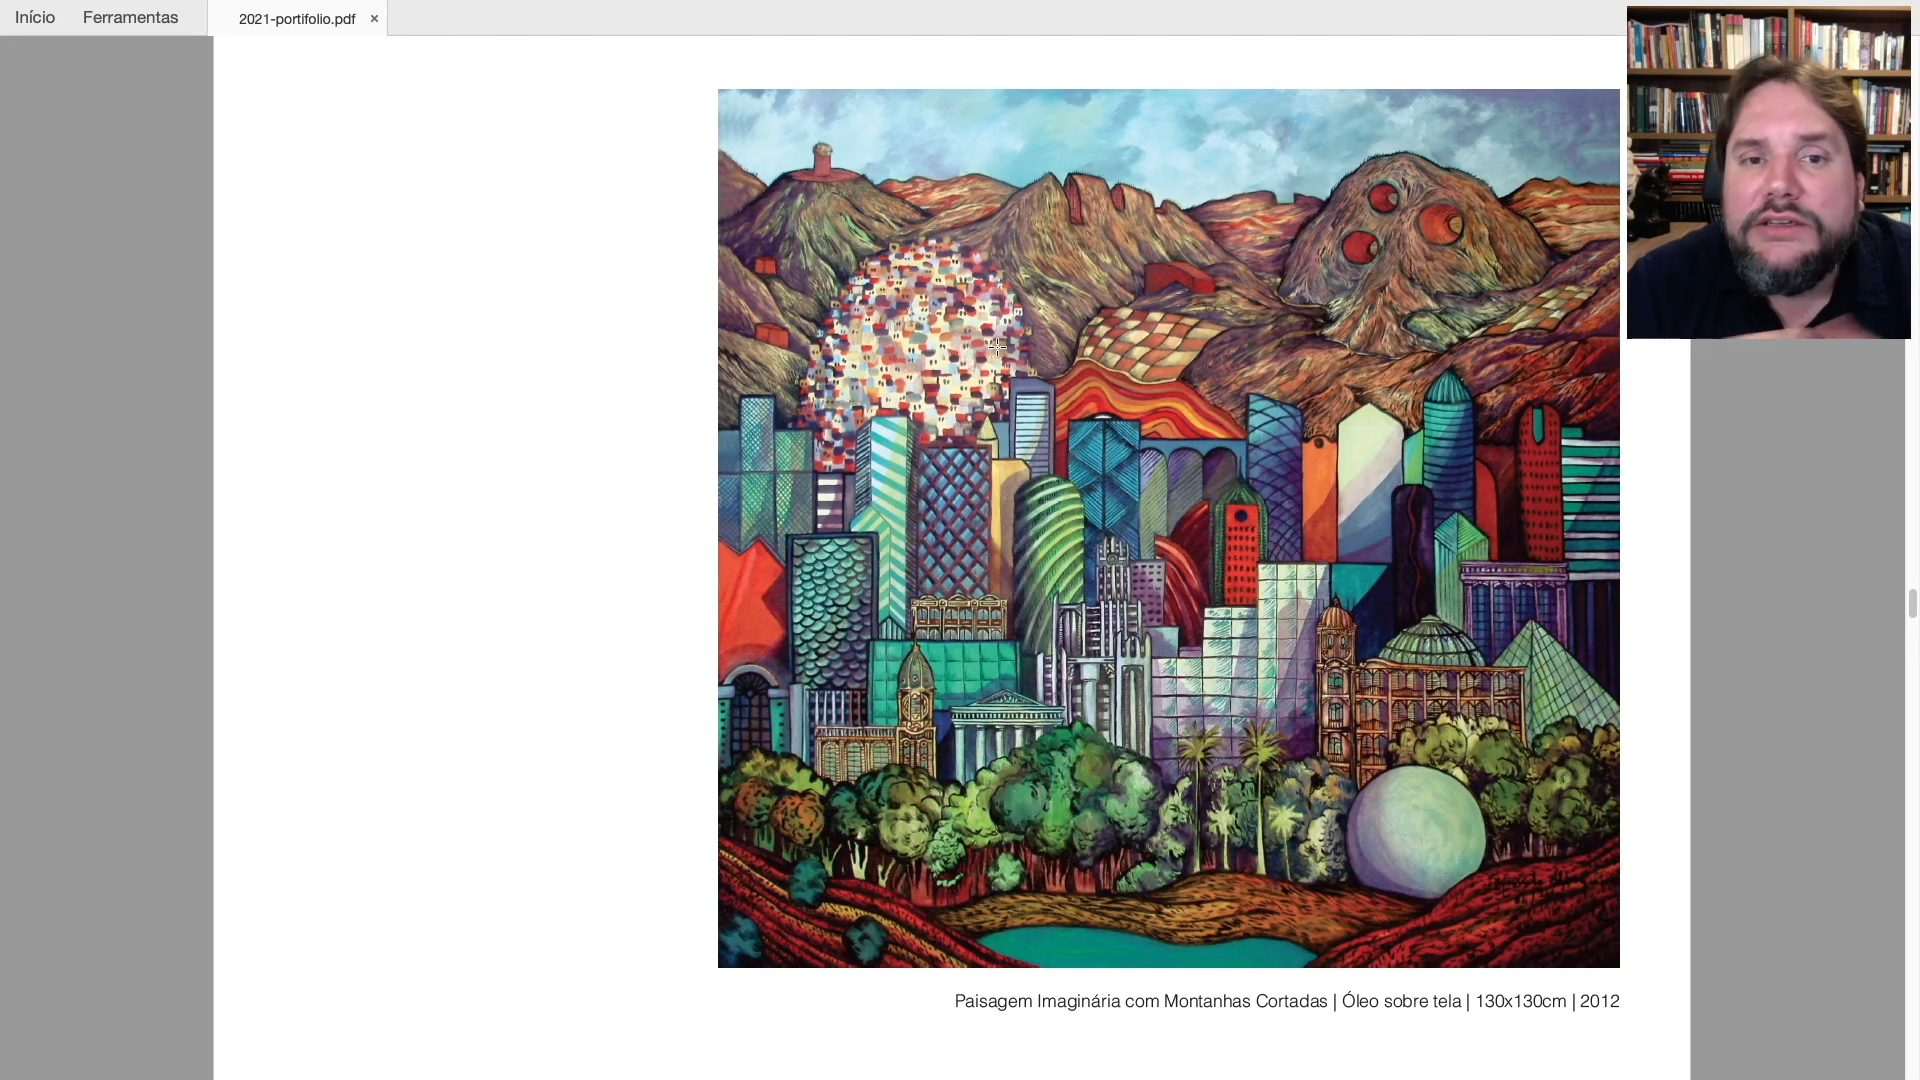 Início Ferramentas 2021-portifolio.pdf ×
Paisagem Imaginária com Montanhas Cortadas | Óleo sobre tela | 130x130cm | 2012